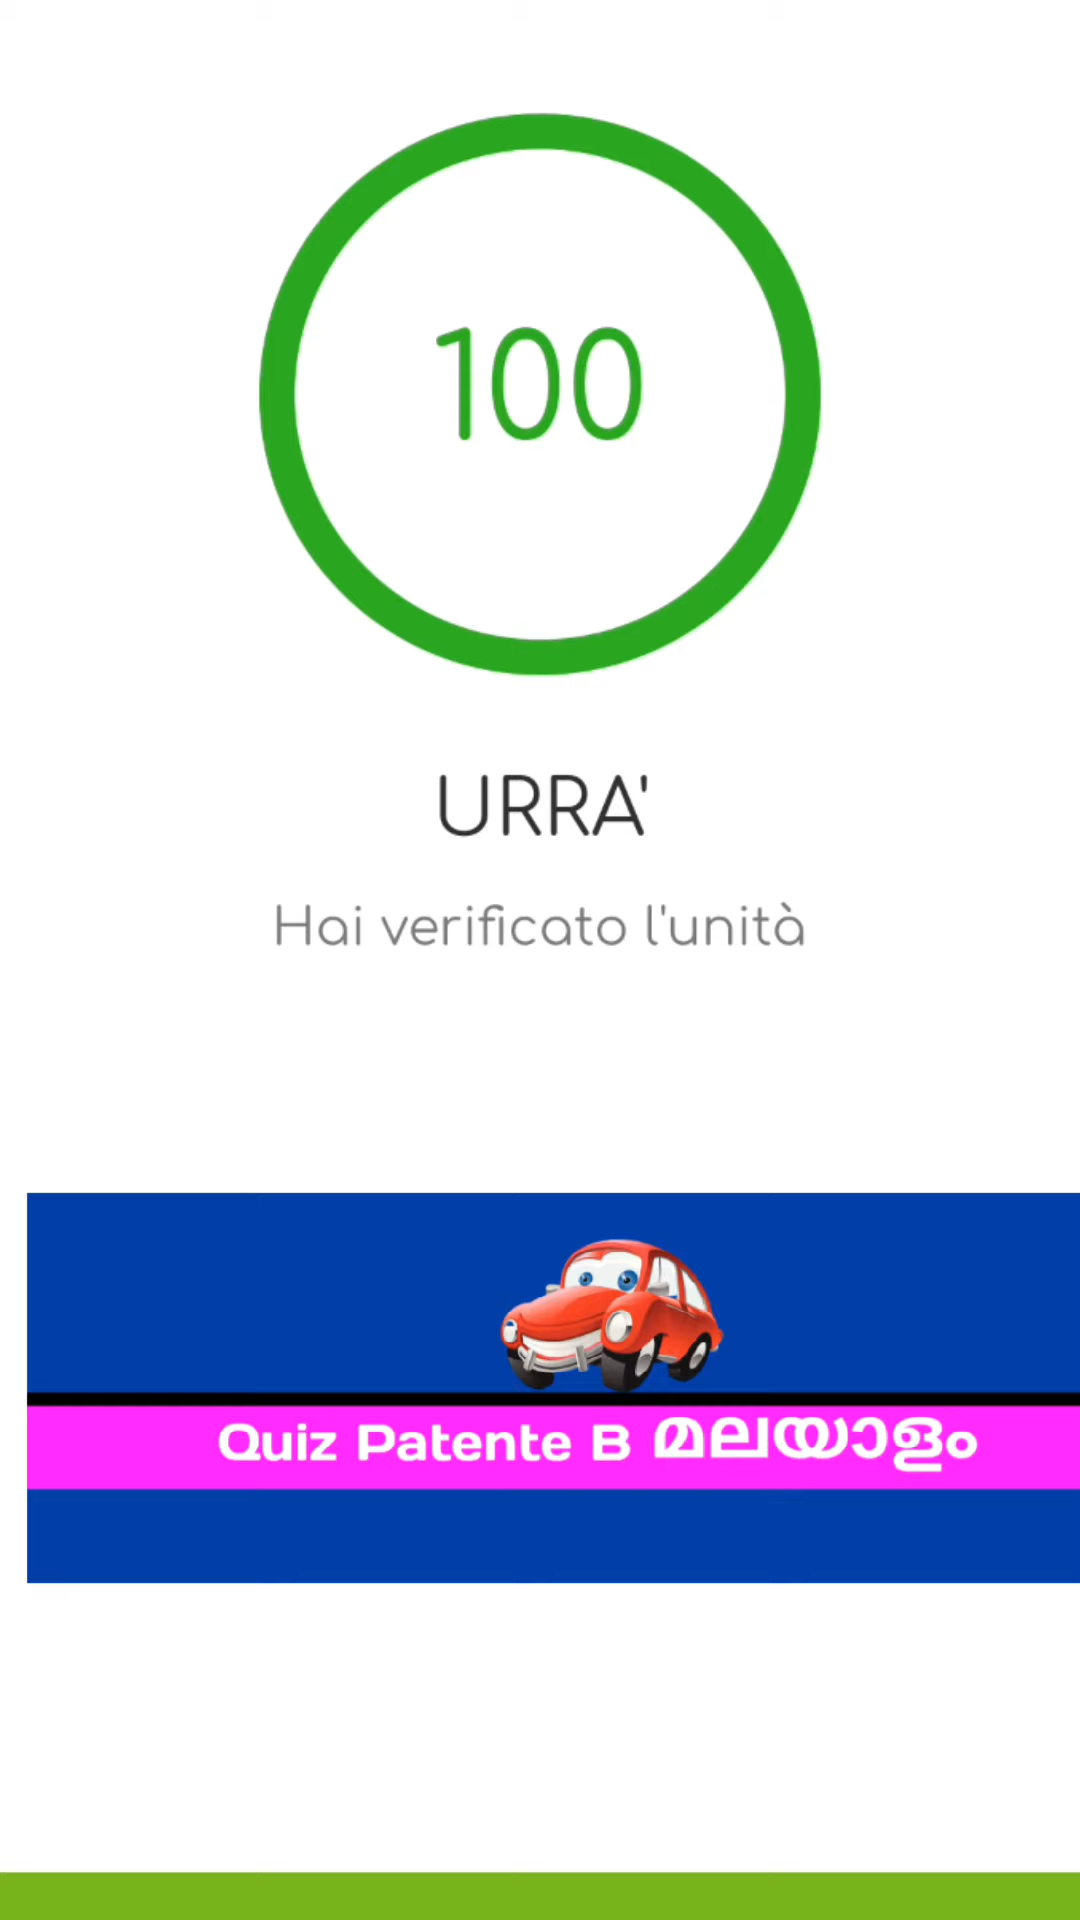 100
URRA'
Hai verificato l'unità
Quiz Patente B മലയാളം